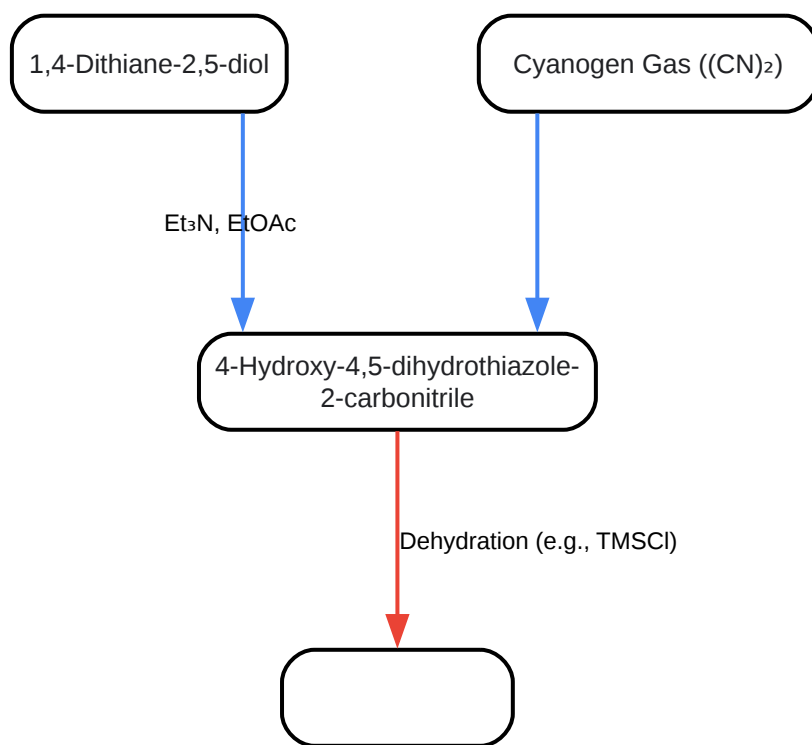 1,4-Dithiane-2,5-diol
Cyanogen Gas ((CN)₂)
Et₃N, EtOAc
4-Hydroxy-4,5-dihydrothiazole-
2-carbonitrile
Dehydration (e.g., TMSCl)